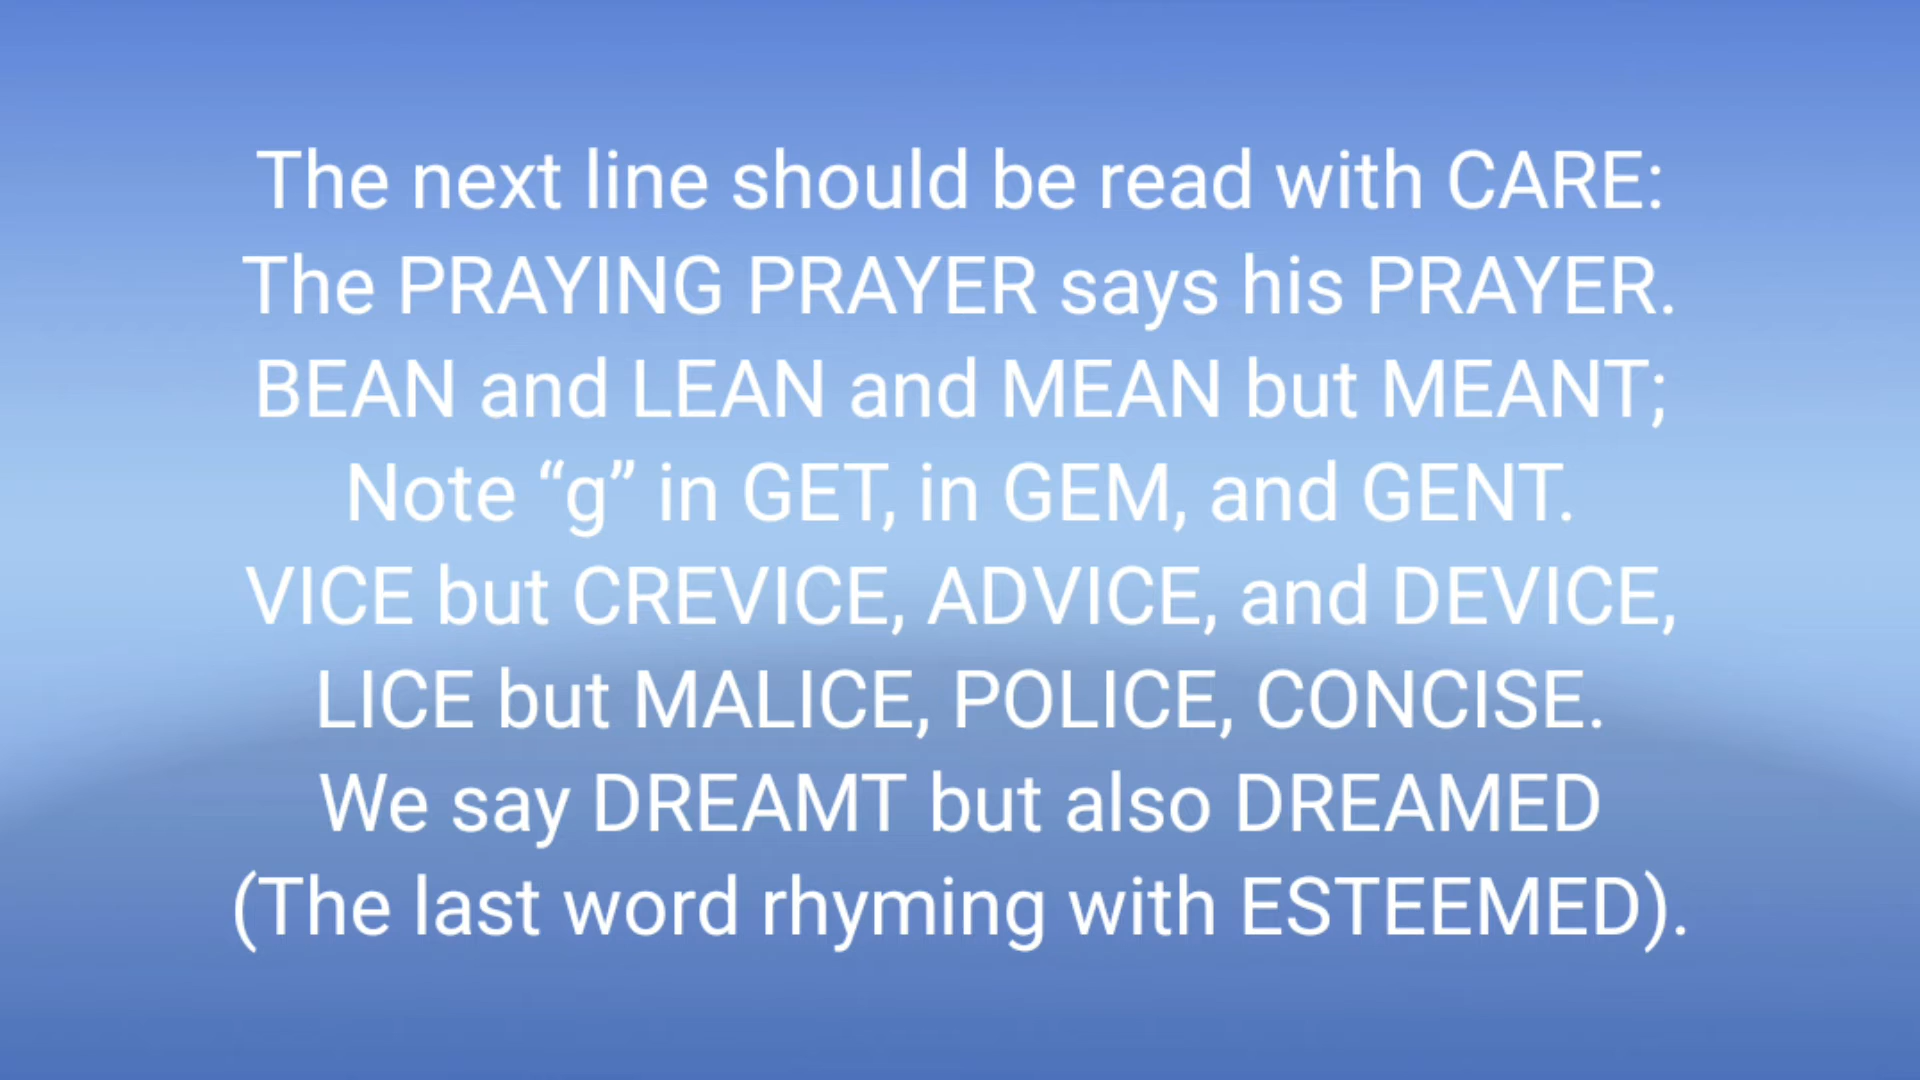 The next line should be read with CARE:
The PRAYING PRAYER says his PRAYER.
BEAN and LEAN and MEAN but MEANT;
Note “g” in GET, in GEM, and GENT.
VICE but CREVICE, ADVICE, and DEVICE,
LICE but MALICE, POLICE, CONCISE.
We say DREAMT but also DREAMED
(The last word rhyming with ESTEEMED).